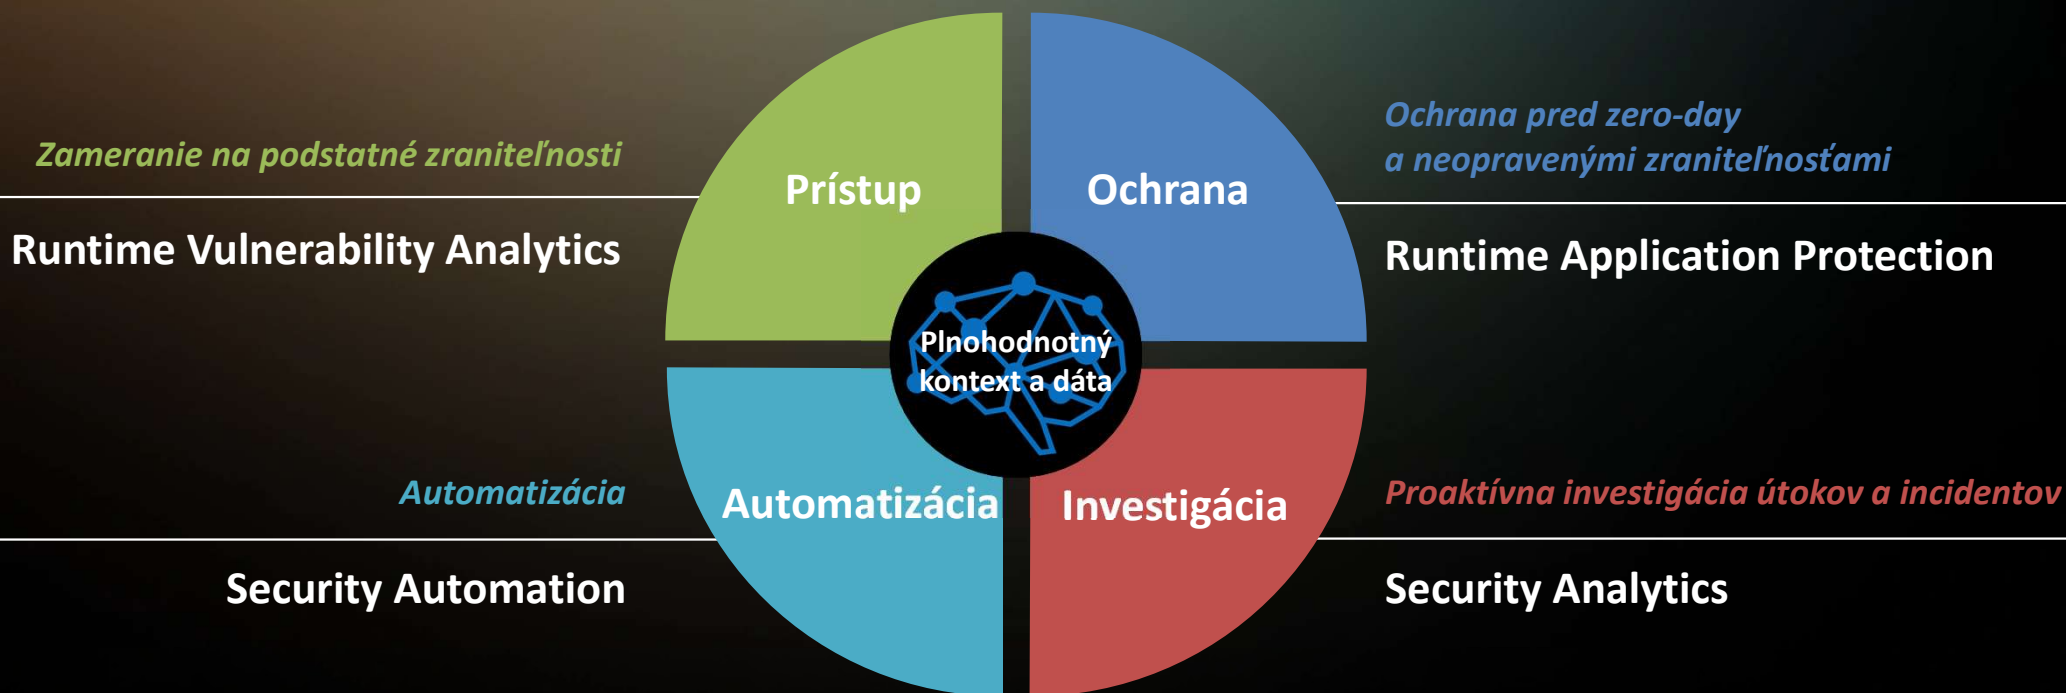 Zameranie na podstatné zraniteľnosti
Runtime Vulnerability Analytics
Prístup
Ochrana
Ochrana pred zero-day
a neopravenými zraniteľnosťami
Runtime Application Protection
Plnohodnotný
kontext a dáta
Automatizácia
Security Automation
Automatizácia
Investigácia
Proaktívna investigácia útokov a incidentov
Security Analytics